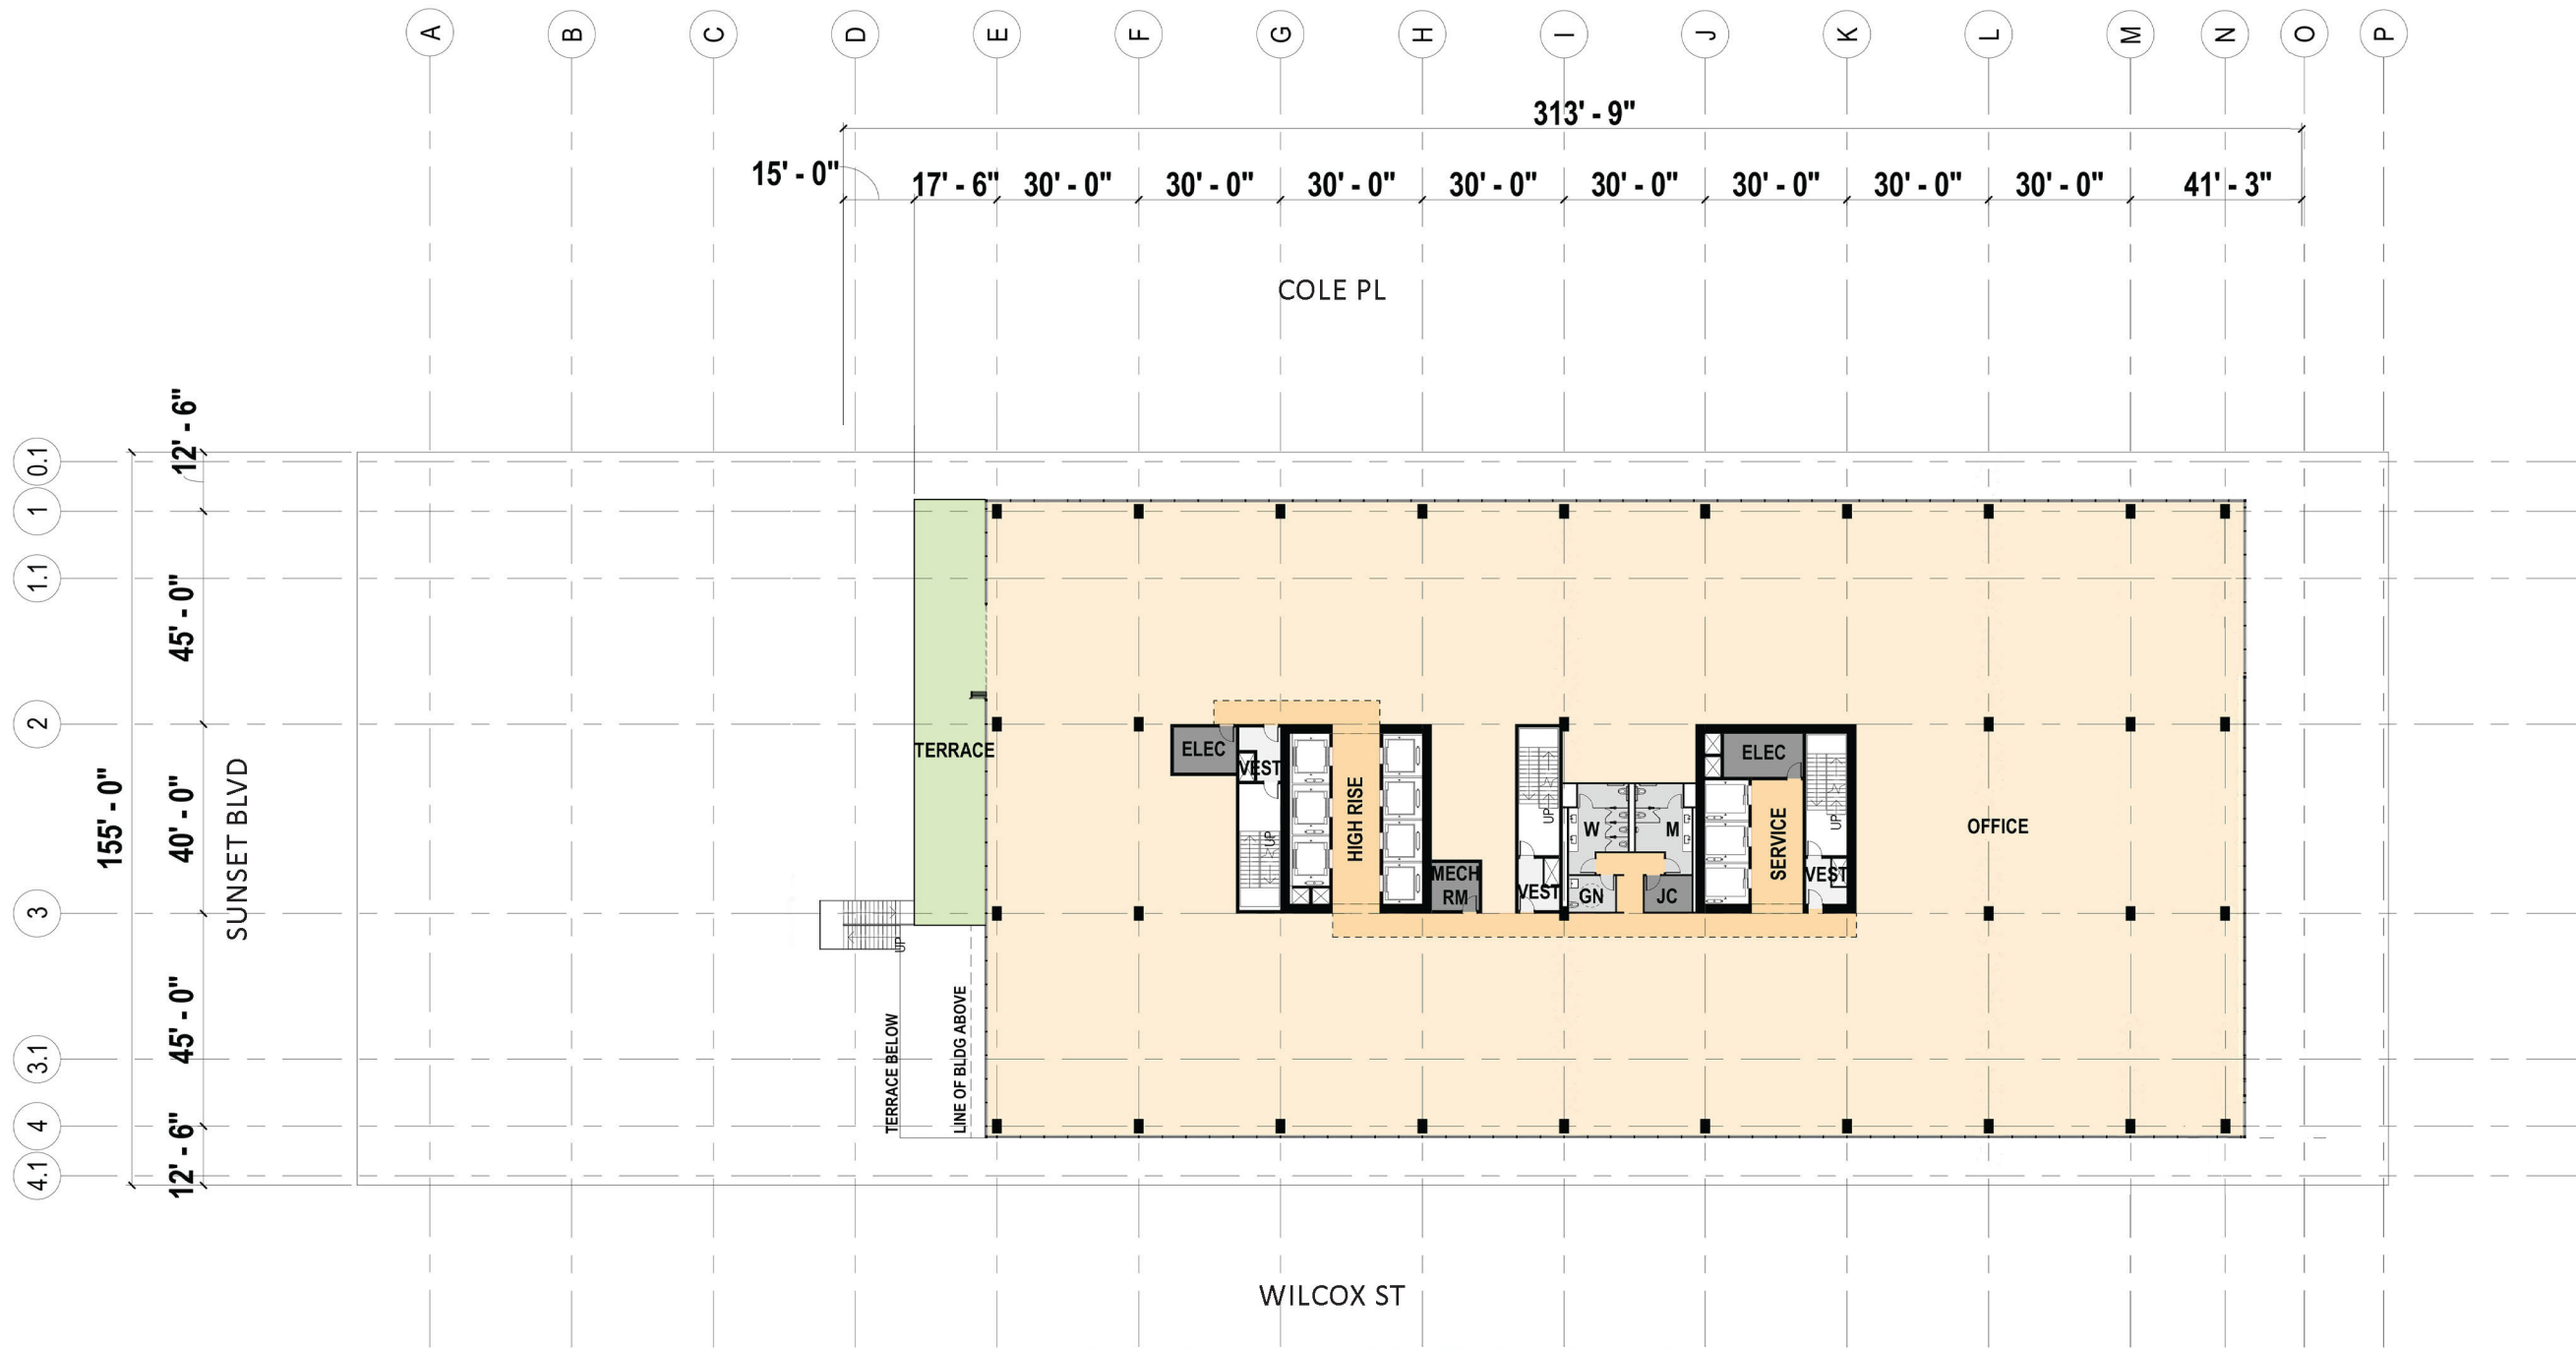 A B C D E F G H I J K L M N O P
313' - 9"
15' - 0"
17' - 6" 30' - 0" 30' - 0" 30' - 0" 30' - 0" 30' - 0" 30' - 0" 30' - 0" 30' - 0" 41' - 3"
COLE PL
0.1
1
1.1
2
3
3.1
4
4.1
155' - 0"
12' - 6"
45' - 0"
40' - 0"
45' - 0"
12' - 6"
SUNSET BLVD
TERRACE
UP
TERRACE BELOW
LINE OF BLDG ABOVE
ELEC
VEST
UP
HIGH RISE
MECH
RM
UP
VEST
W
M
GN
JC
ELEC
SERVICE
UP
VEST
OFFICE
WILCOX ST